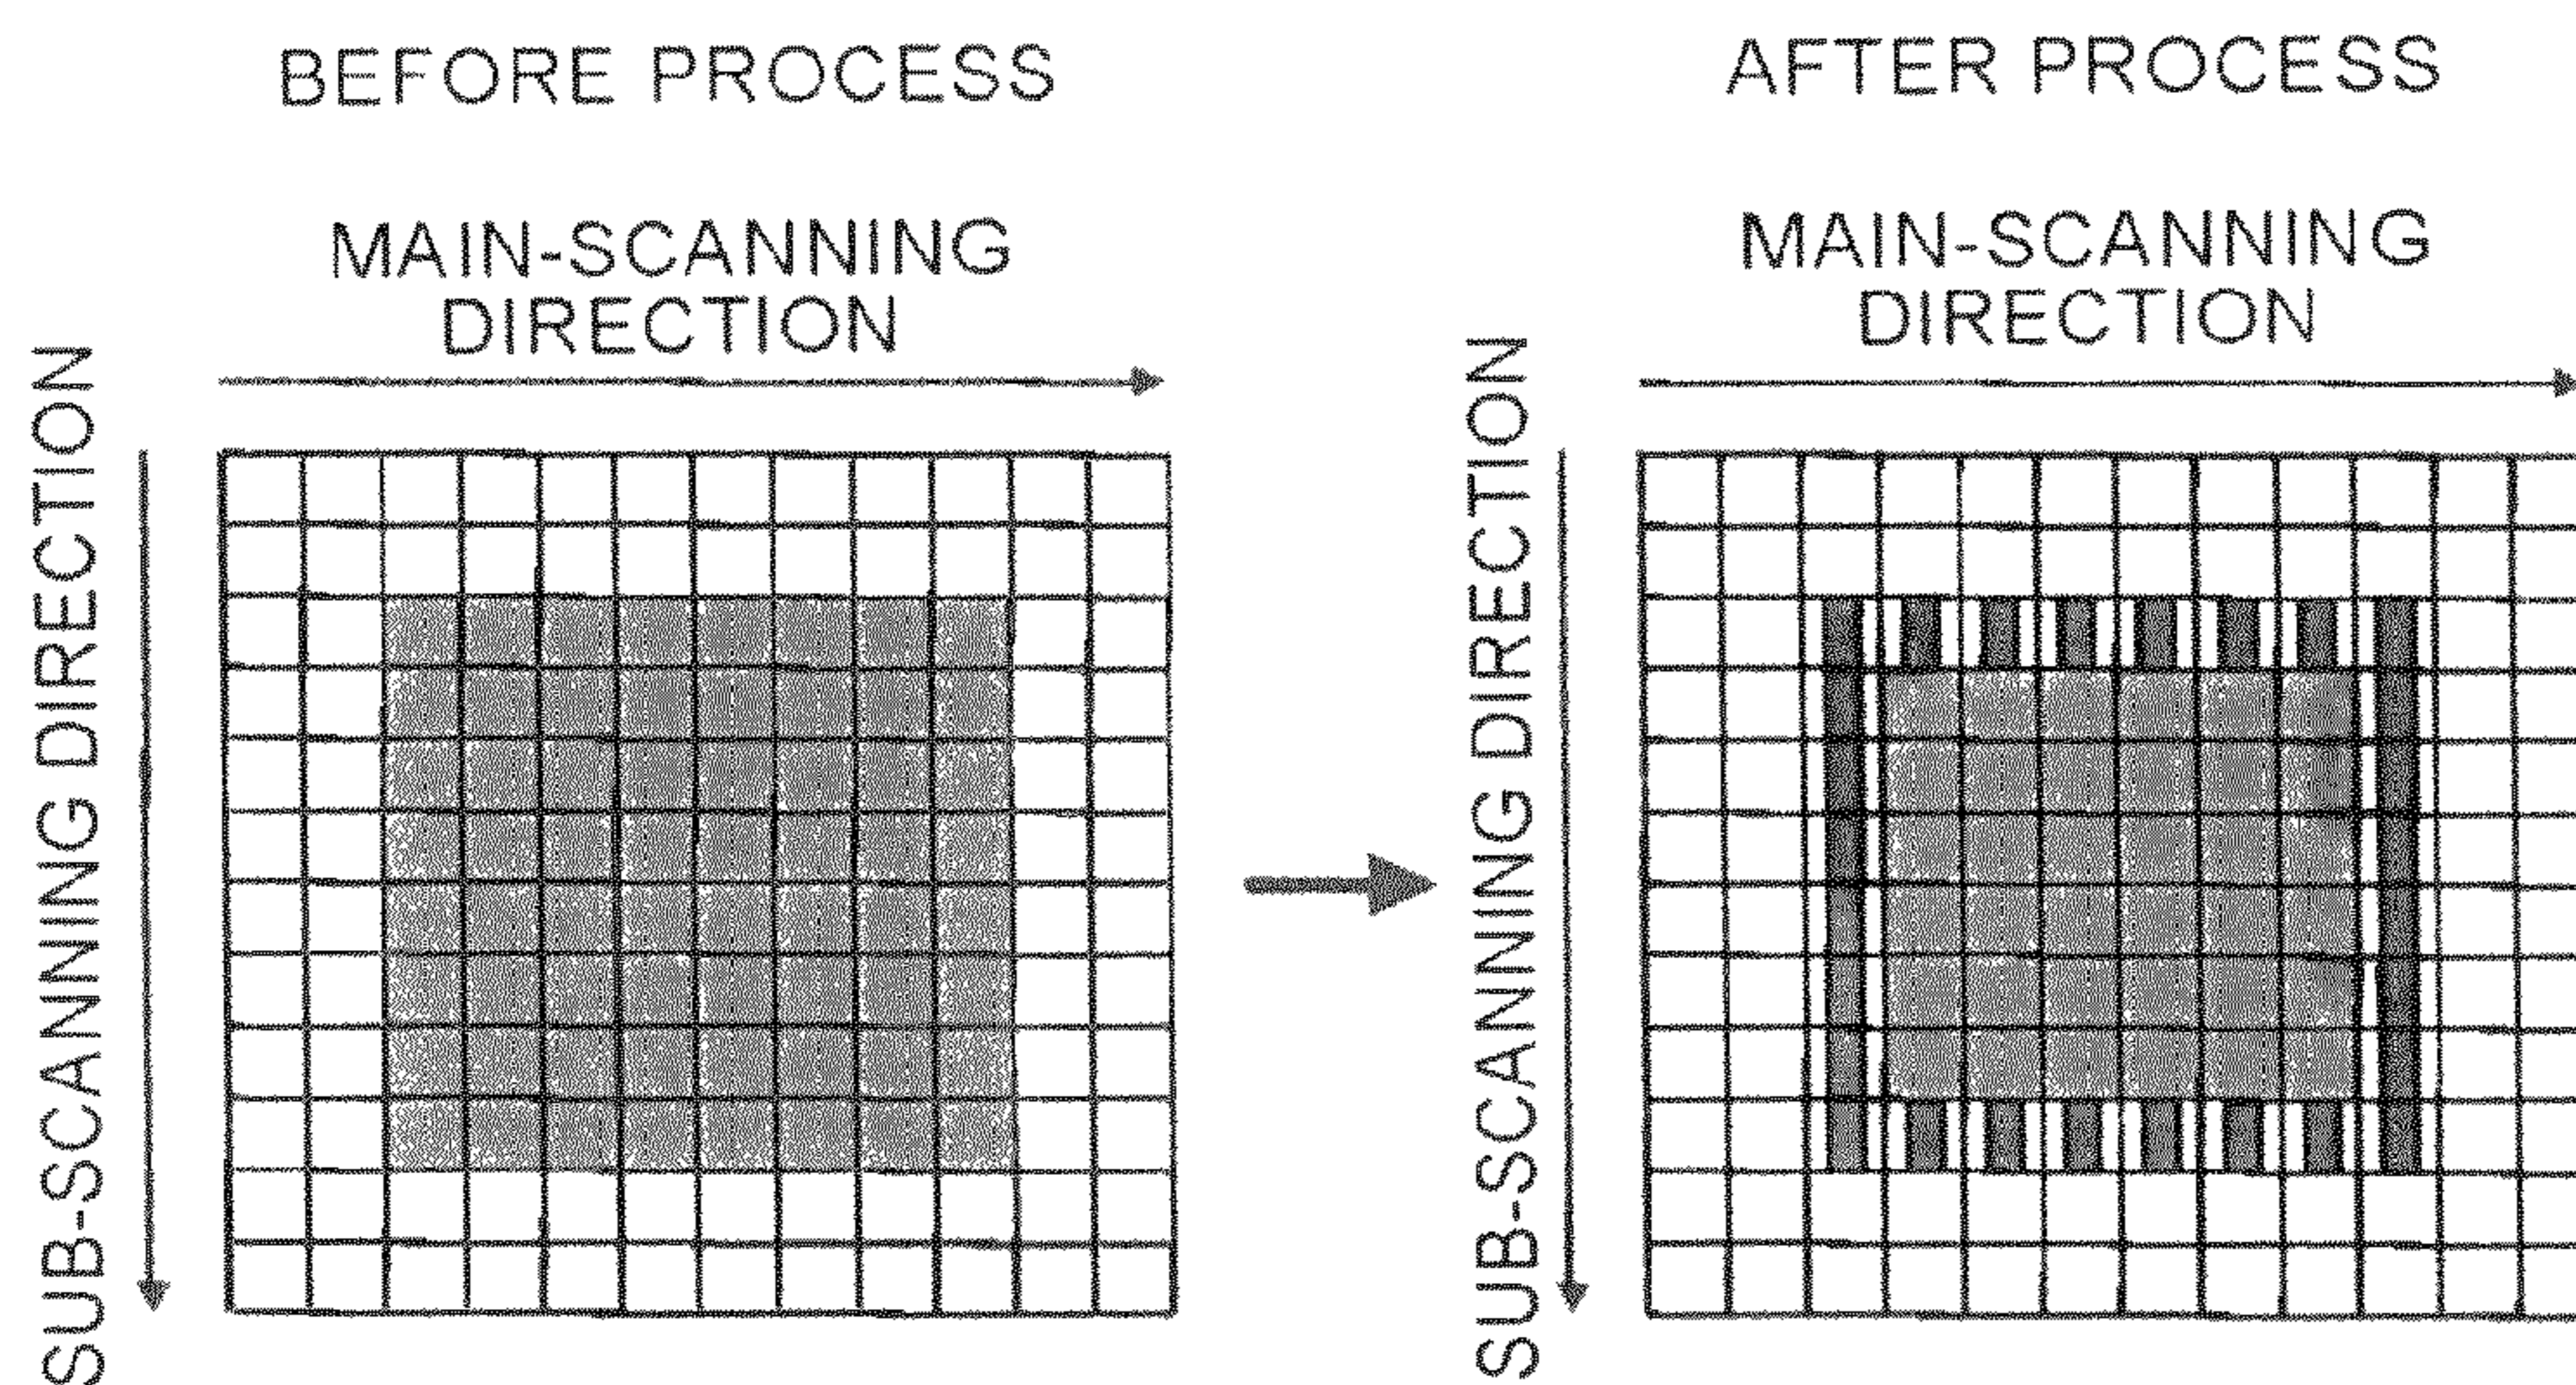 BEFORE PROCESS
MAIN-SCANNING
DIRECTION
SUB-SCANNING DIRECTION
AFTER PROCESS
MAIN-SCANNING
DIRECTION
SUB-SCANNING DIRECTION